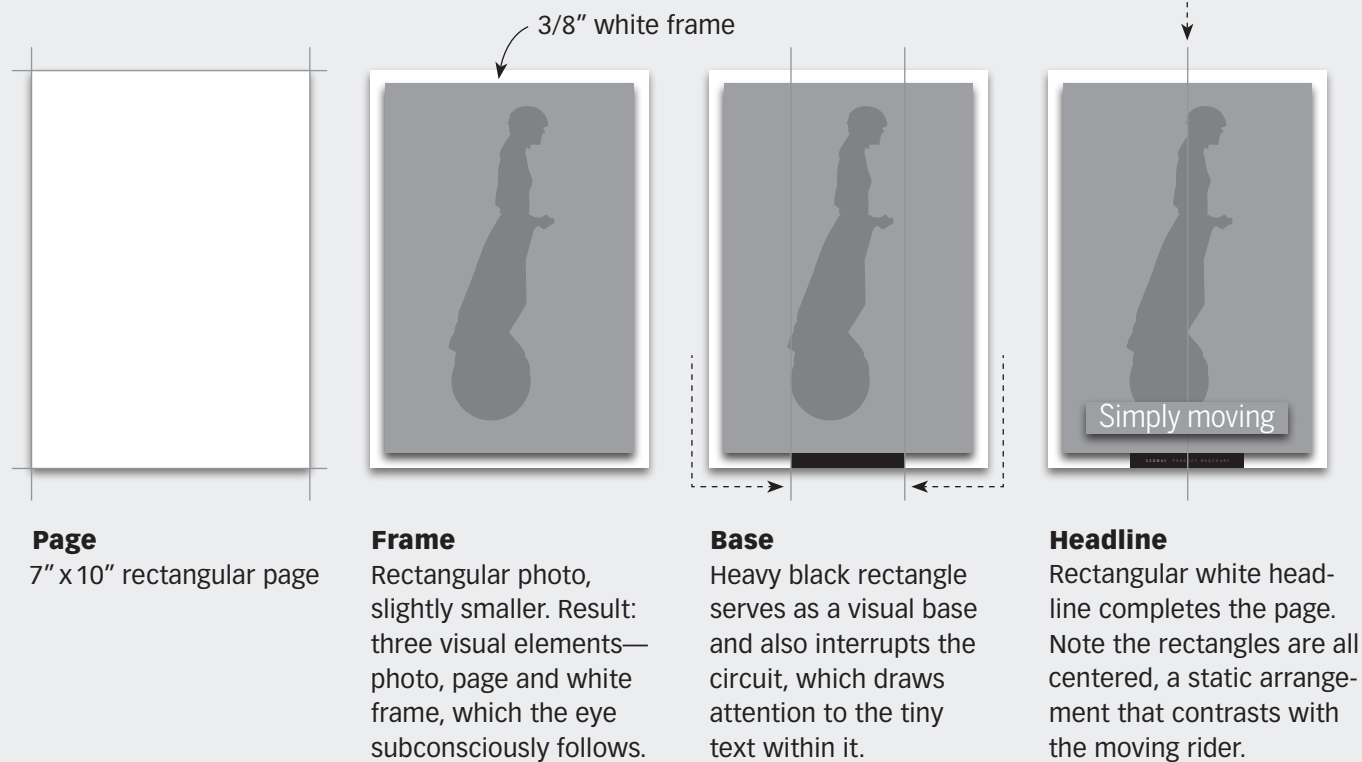 3/8” white frame
Simply moving
SEGWAY PRODUCT BROCHURE
Page
7” x 10” rectangular page
Frame
Rectangular photo,
slightly smaller. Result:
three visual elements—
photo, page and white
frame, which the eye
subconsciously follows.
Base
Heavy black rectangle
serves as a visual base
and also interrupts the
circuit, which draws
attention to the tiny
text within it.
Headline
Rectangular white head-
line completes the page.
Note the rectangles are all
centered, a static arrange-
ment that contrasts with
the moving rider.